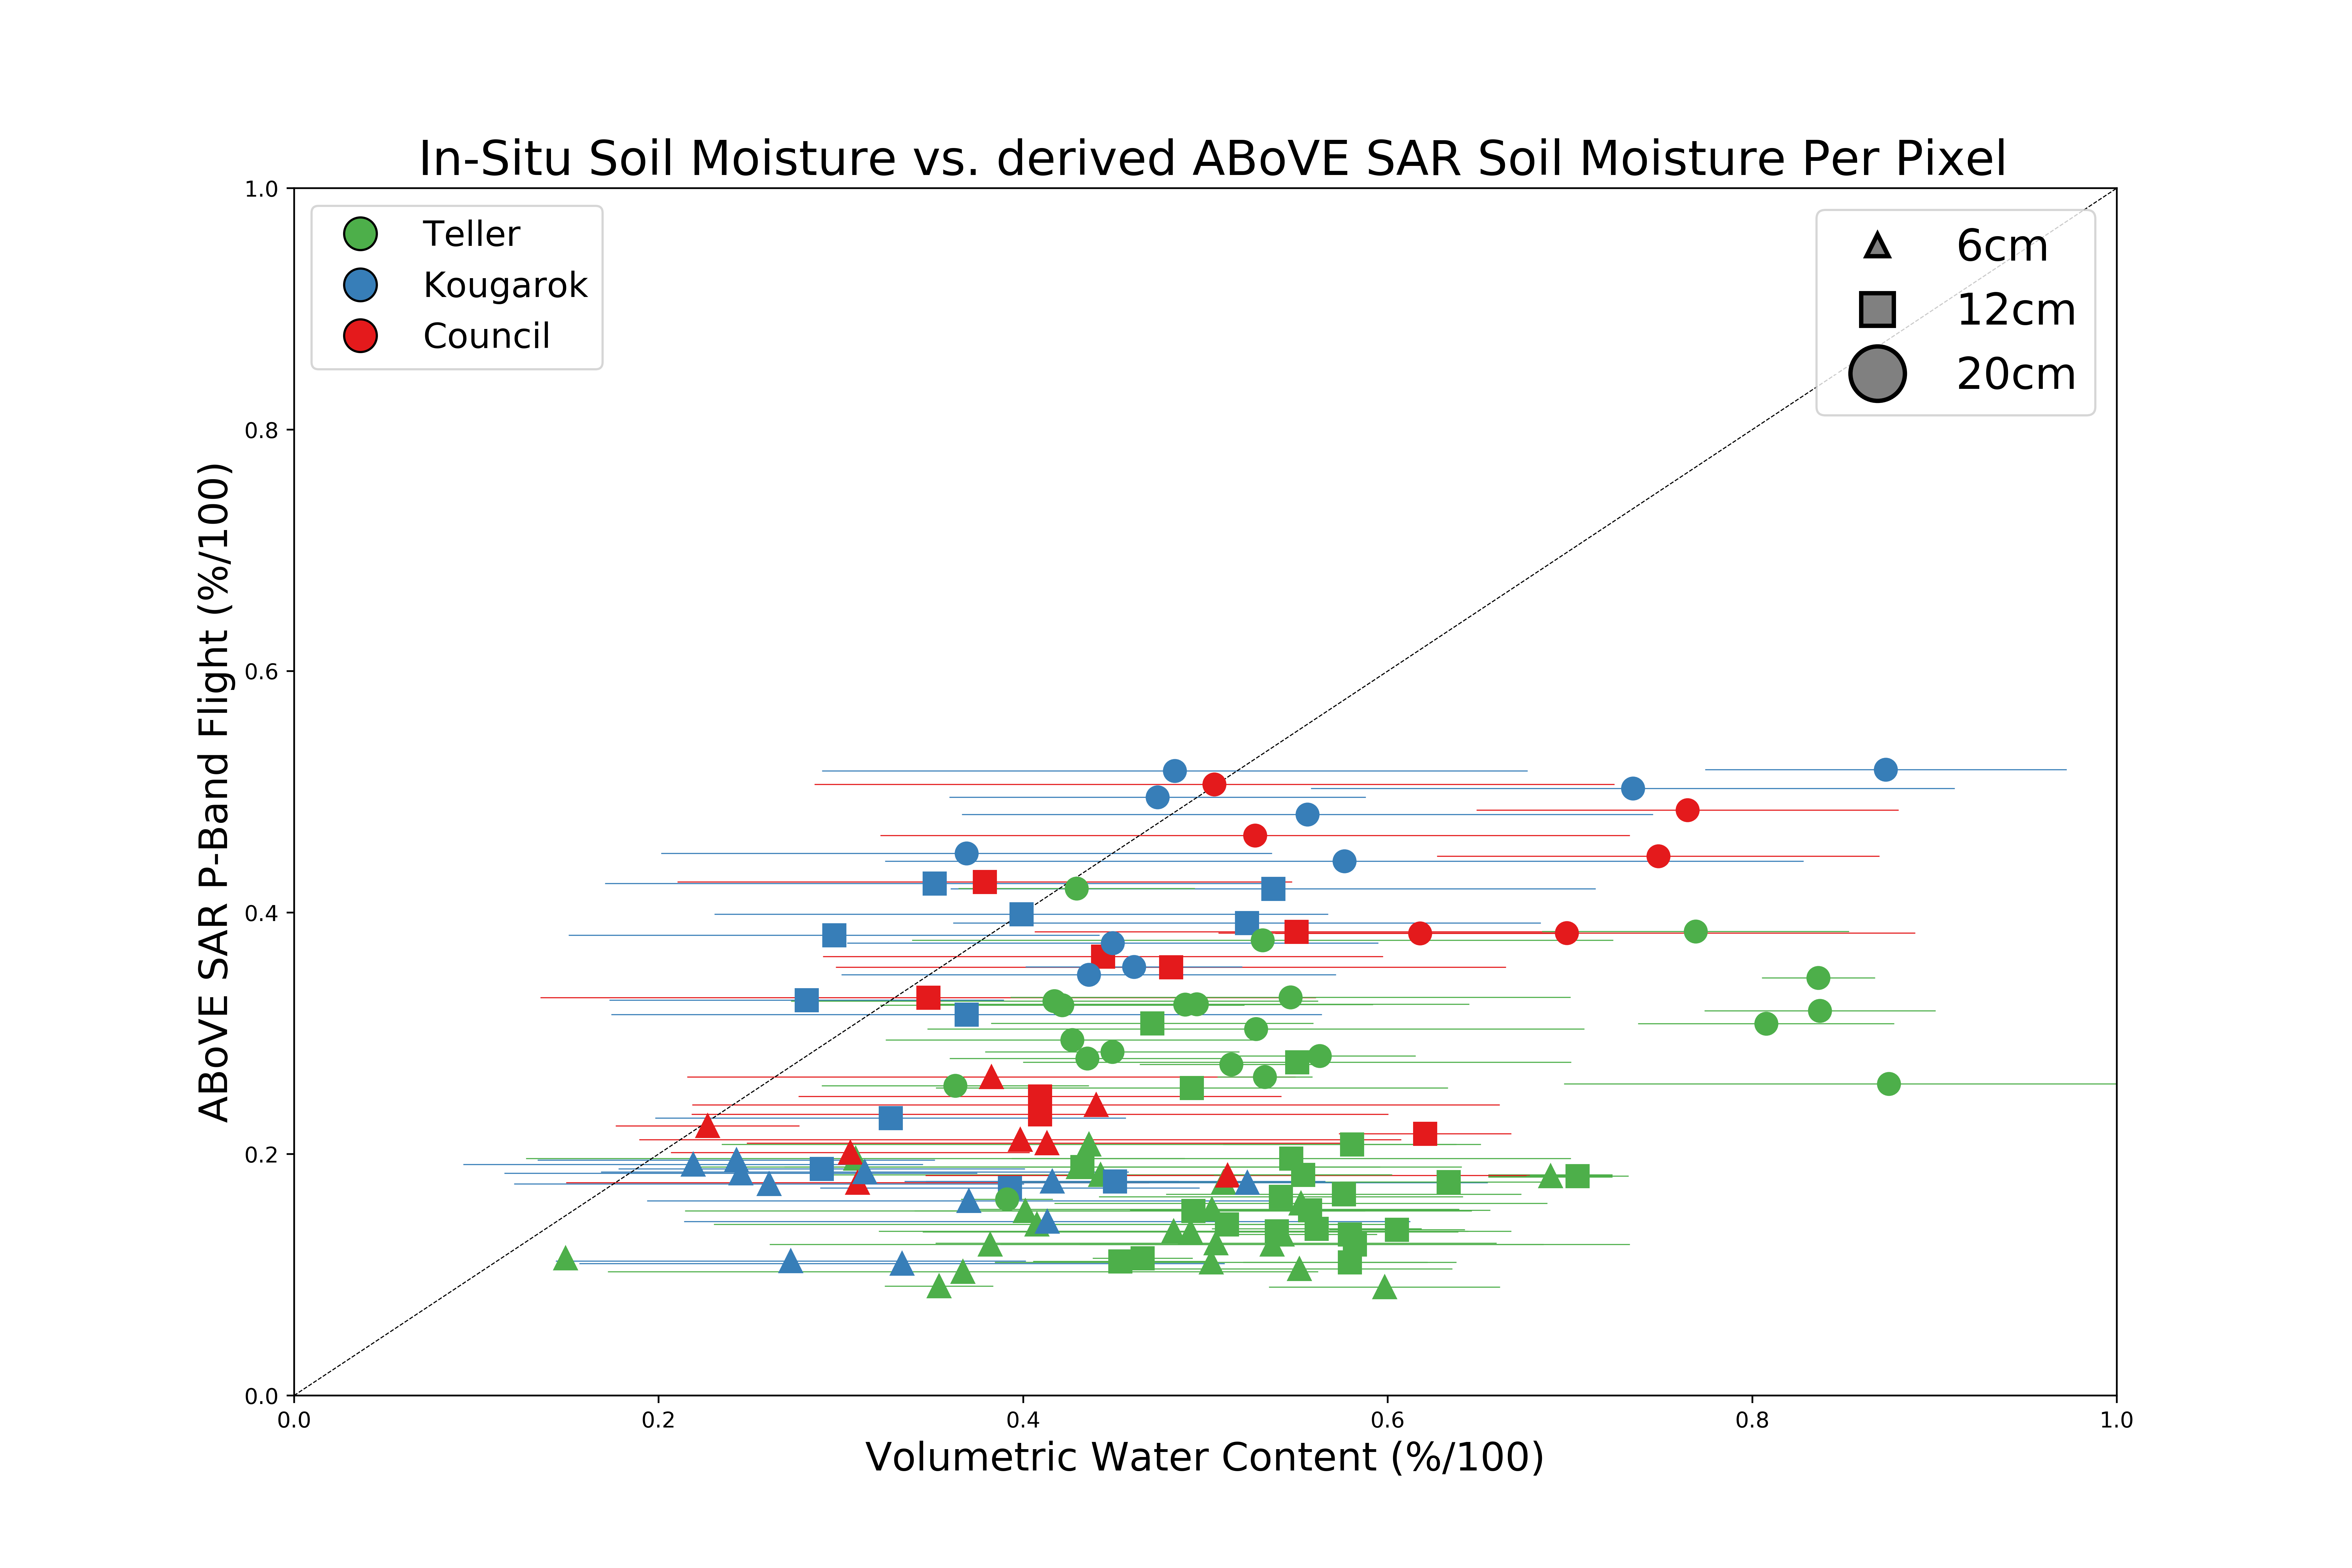 In-Situ Soil Moisture vs. derived ABoVE SAR Soil Moisture Per Pixel
Teller
Kougarok
Council
6cm
12cm
20cm
ABoVE SAR P-Band Flight (%/100)
1.0
0.8
0.6
0.4
0.2
0.0
0.0 0.2 0.4 0.6 0.8 1.0
Volumetric Water Content (%/100)